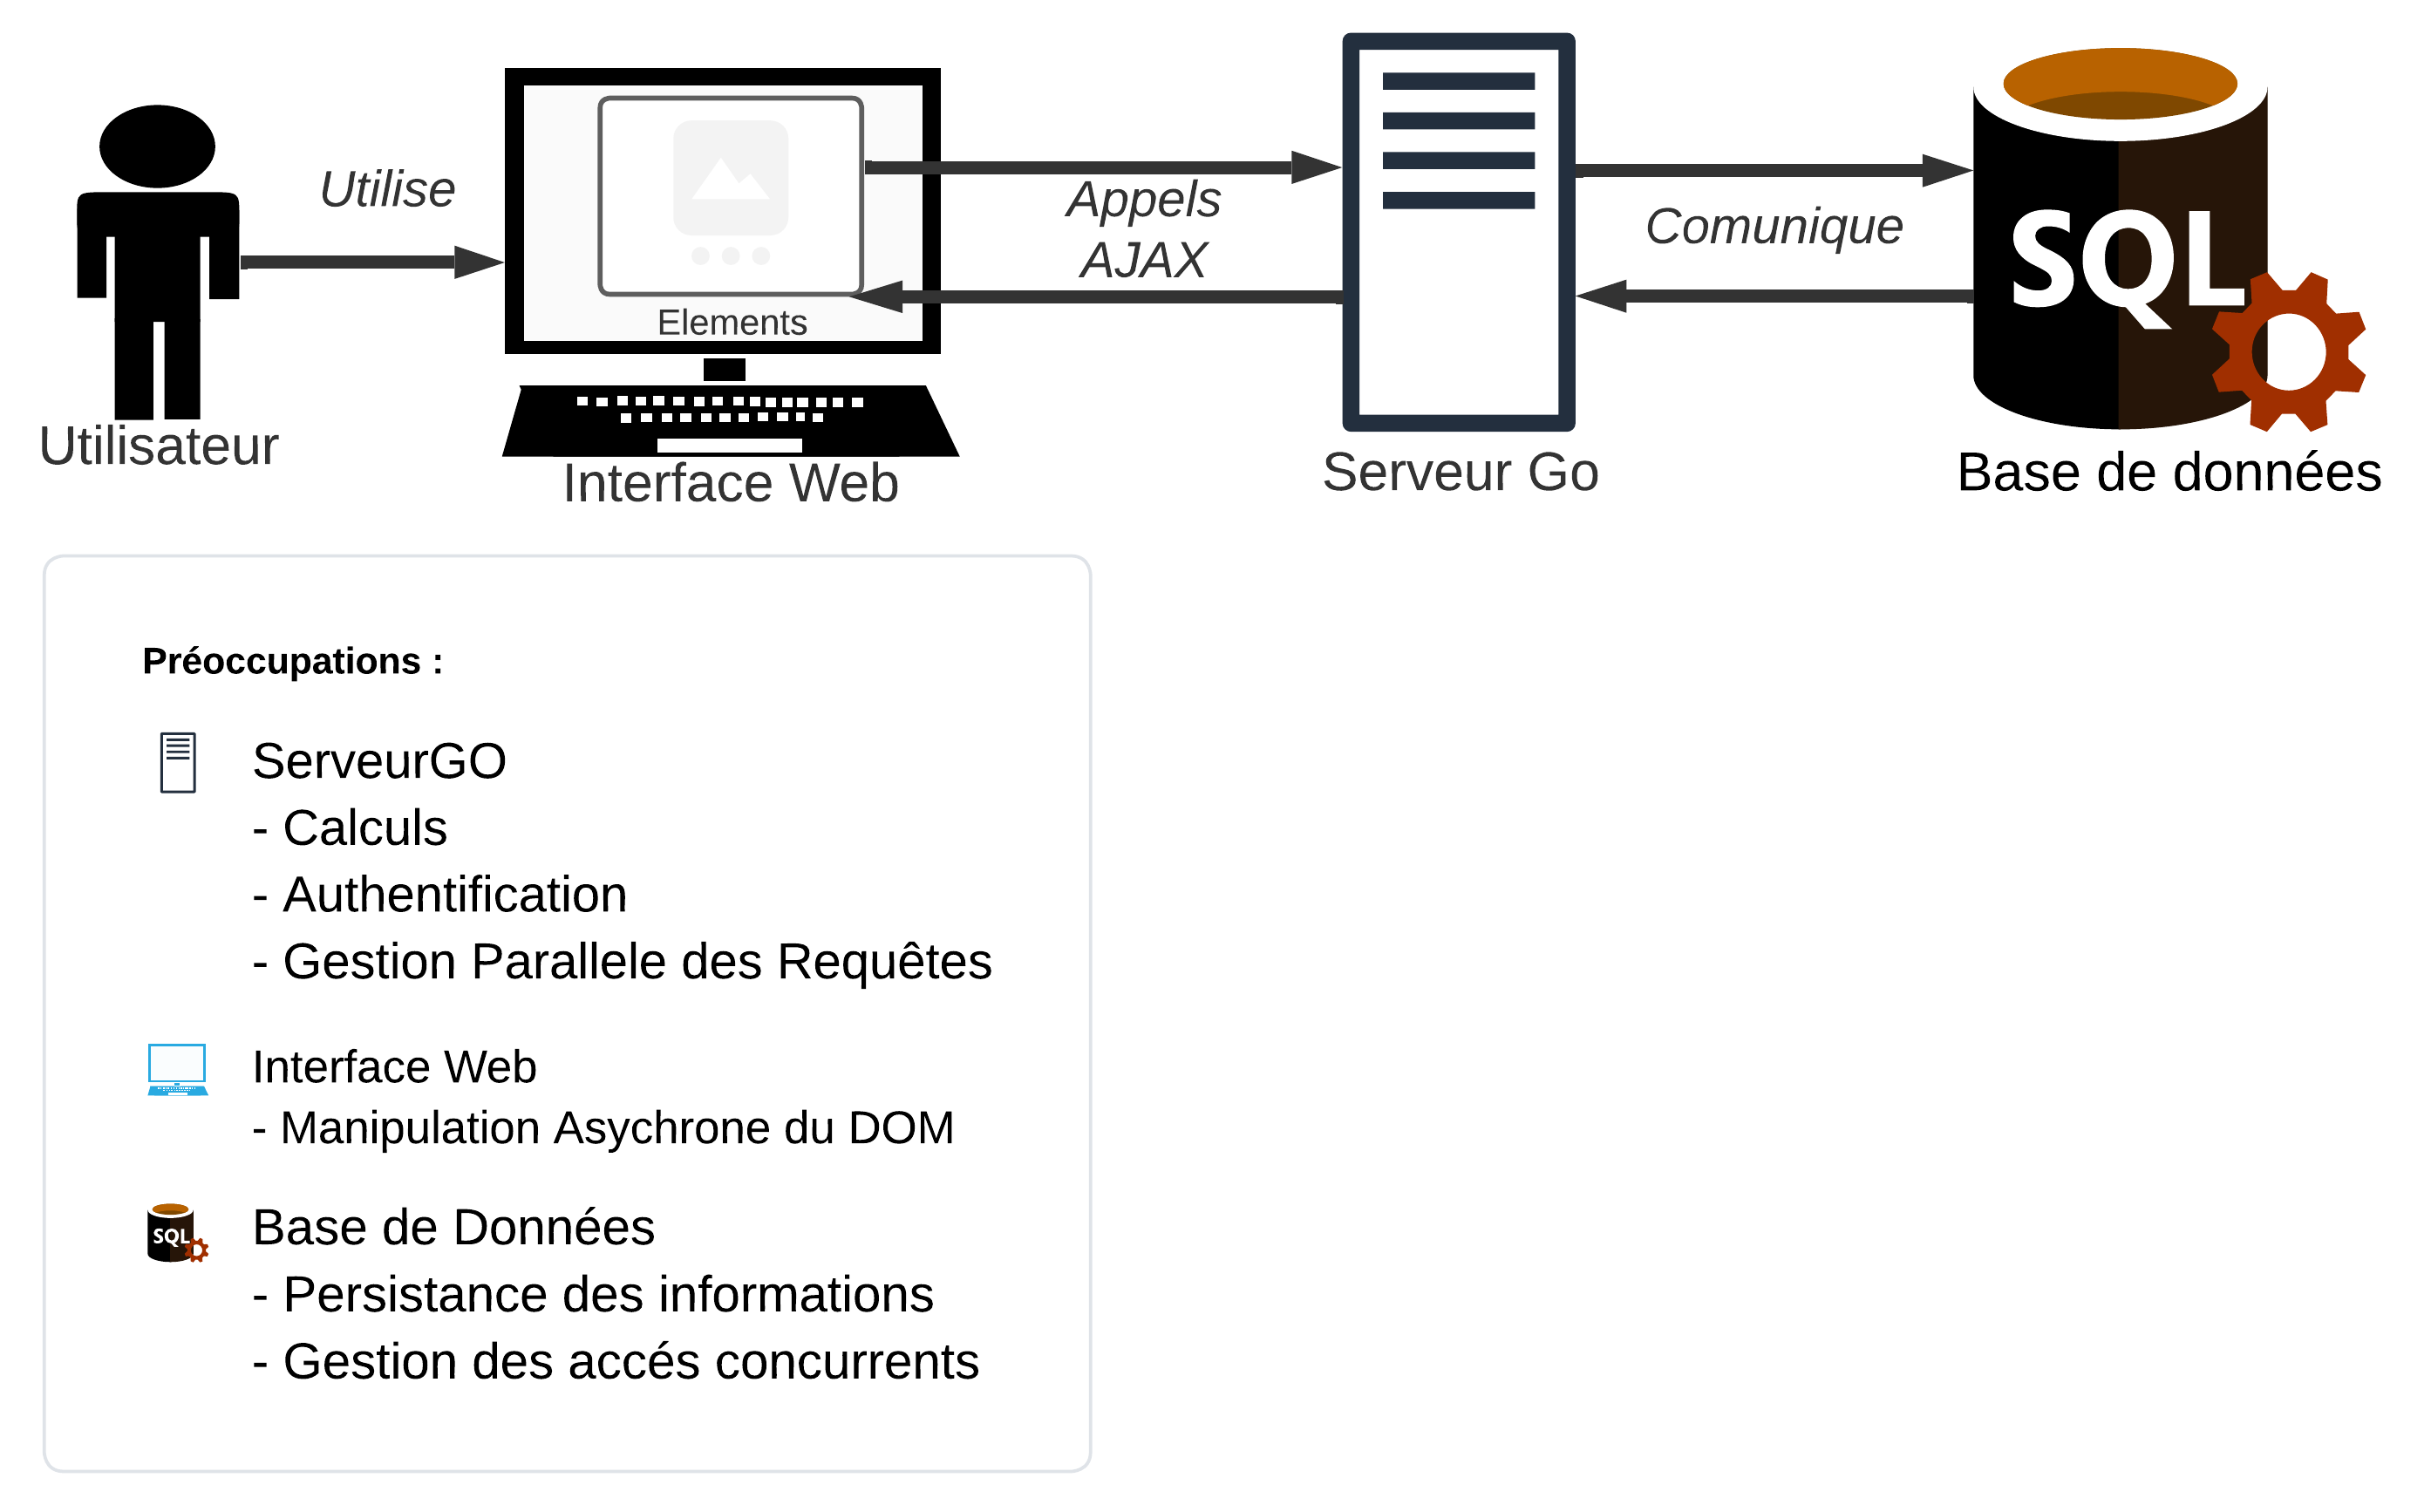 Utilise
Appels
AJAX
Comunique
SQL
Elements
Utilisateur
Interface Web
Serveur Go
Base de données
Préoccupations :
ServeurGO
- Calculs
- Authentification
- Gestion Parallele des Requêtes
Interface Web
- Manipulation Asychrone du DOM
SQL
Base de Données
- Persistance des informations
- Gestion des accés concurrents